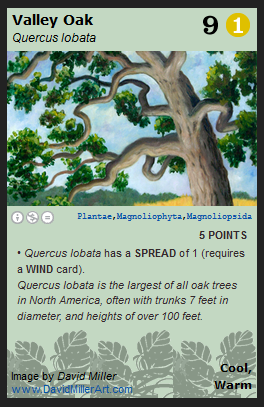 Valley Oak
Quercus lobata
9 1
Plantae,Magnoliophyta,Magnoliopsida
5 POINTS
• Quercus lobata has a SPREAD of 1 (requires
a WIND card).
Quercus lobata is the largest of all oak trees
in North America, often with trunks 7 feet in
diameter, and heights of over 100 feet.
Cool,
Warm
Image by David Miller
www.DavidMillerArt.com